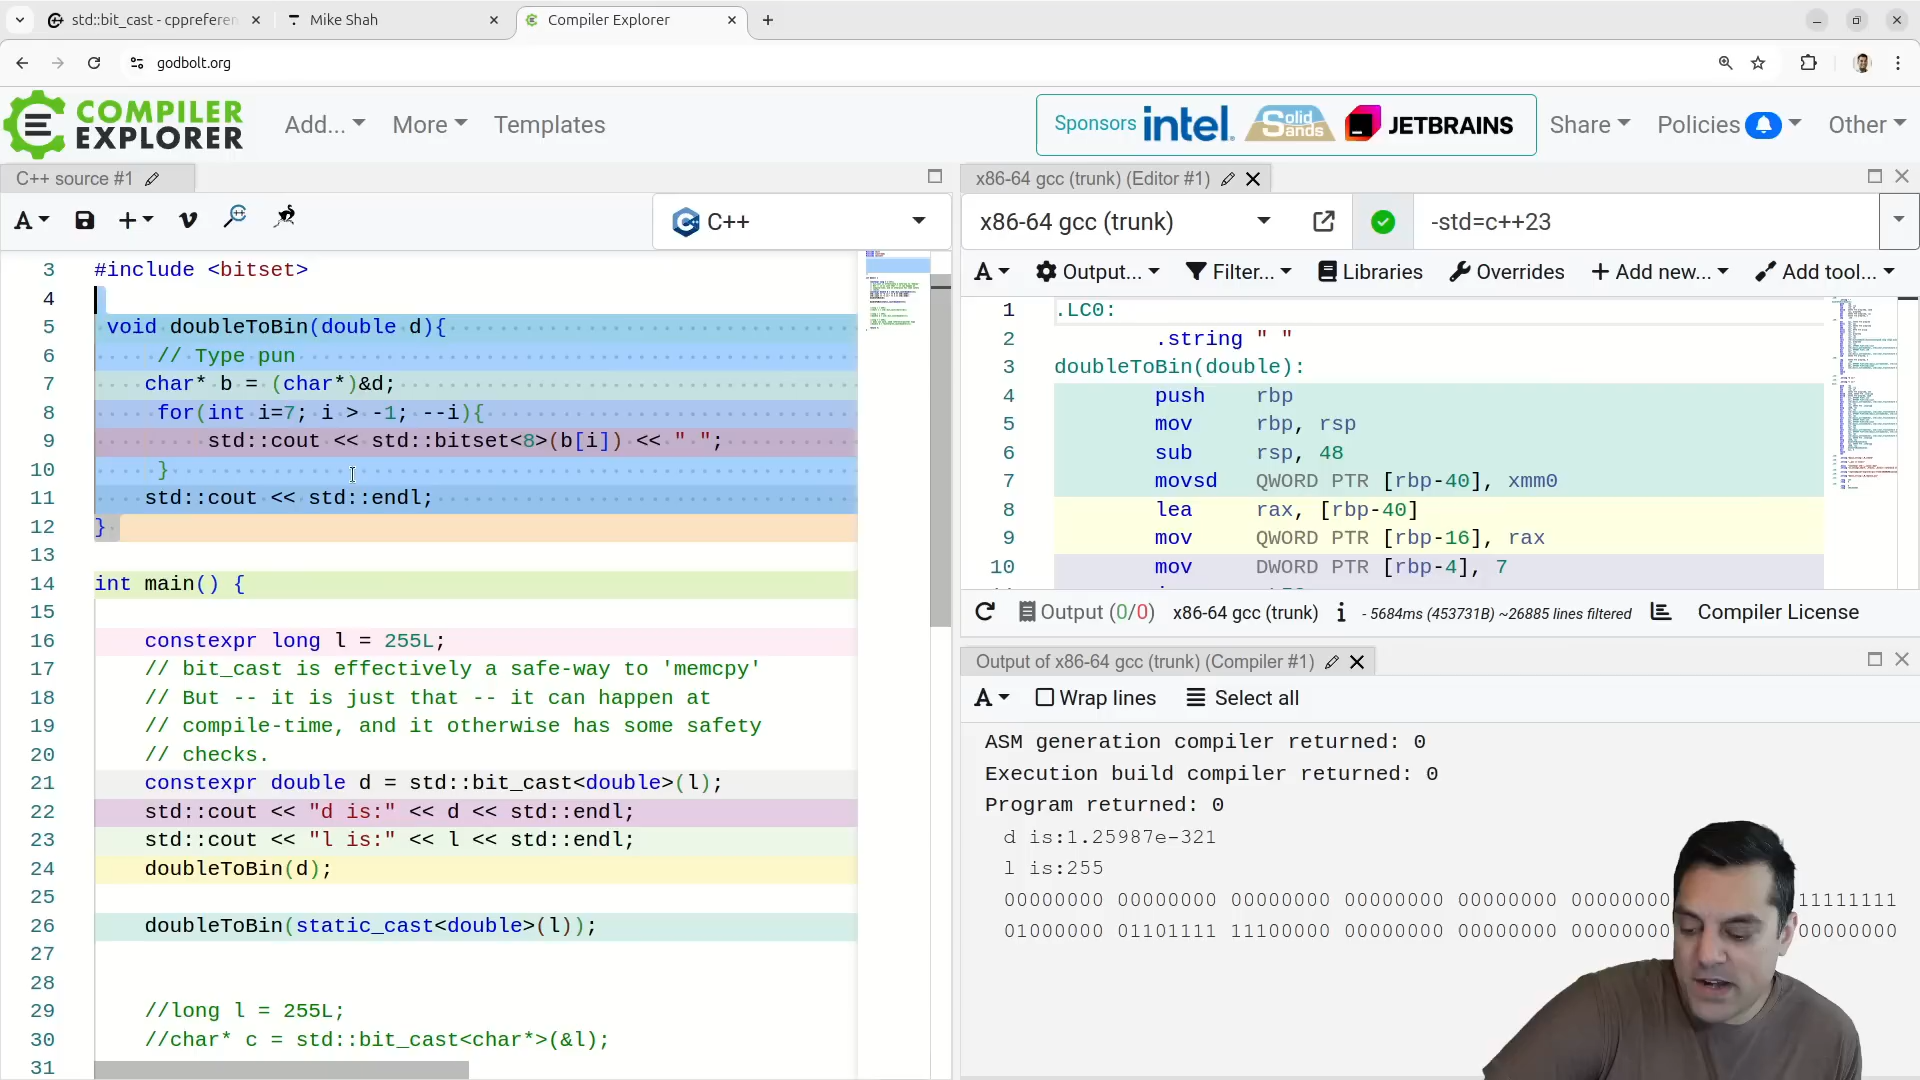 std::bit_cast - cpprefere
Mike Shah
Compiler Explorer
godbolt.org
COMPILER EXPLORER
Add...
More
Templates
Sponsors
intel.
Solid Sands
JETBRAINS
Share
Policies
Other
C++ source #1
A
C++
3 #include <bitset>
4
5 void doubleToBin(double d){
6 // Type pun
7 char* b = (char*)&d;
8 for(int i=7; i > -1; --i){
9 std::cout << std::bitset<8>(b[i]) << " ";
10 }
11 std::cout << std::endl;
12 }
13
14 int main() {
15
16 constexpr long l = 255L;
17 // bit_cast is effectively a safe-way to 'memcpy'
18 // But -- it is just that -- it can happen at
19 // compile-time, and it otherwise has some safety
20 // checks.
21 constexpr double d = std::bit_cast<double>(l);
22 std::cout << "d is:" << d << std::endl;
23 std::cout << "l is:" << l << std::endl;
24 doubleToBin(d);
25
26 doubleToBin(static_cast<double>(l));
27
28
29 //long l = 255L;
30 //char* c = std::bit_cast<char*>(&l);
31
x86-64 gcc (trunk) (Editor #1)
x86-64 gcc (trunk)
-std=c++23
A
Output...
Filter...
Libraries
Overrides
Add new...
Add tool...
1 .LC0:
2 .string " "
3 doubleToBin(double):
4 push rbp
5 mov rbp, rsp
6 sub rsp, 48
7 movsd QWORD PTR [rbp-40], xmm0
8 lea rax, [rbp-40]
9 mov QWORD PTR [rbp-16], rax
10 mov DWORD PTR [rbp-4], 7
Output (0/0) x86-64 gcc (trunk) i - 5684ms (453731B) ~26885 lines filtered
Compiler License
Output of x86-64 gcc (trunk) (Compiler #1)
A
Wrap lines
Select all
ASM generation compiler returned: 0
Execution build compiler returned: 0
Program returned: 0
d is:1.25987e-321
l is:255
00000000 00000000 00000000 00000000 00000000 0000000 11111111
01000000 01101111 11100000 00000000 00000000 0000000 00000000